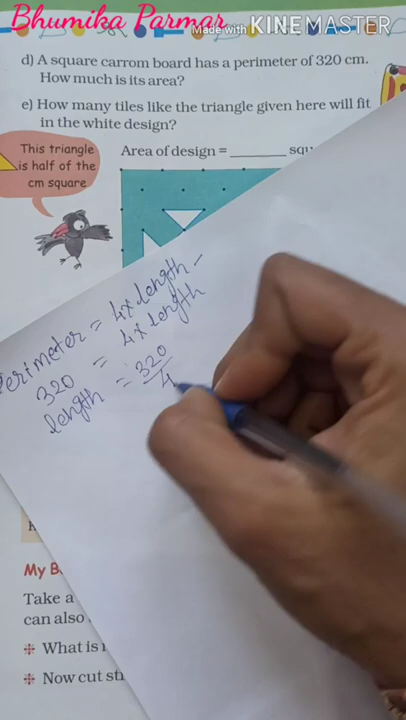 Bhumika Parmar
Made with KINEMASTER
d) A square carrom board has a perimeter of 320 cm.
How much is its area?
e) How many tiles like the triangle given here will fit
in the white design?
This triangle
is half of the
cm square
Area of design = ______
Perimeter = 4× length
320 = 4× length
length = 320/4
My B
Take a
can also
What is
Now cut